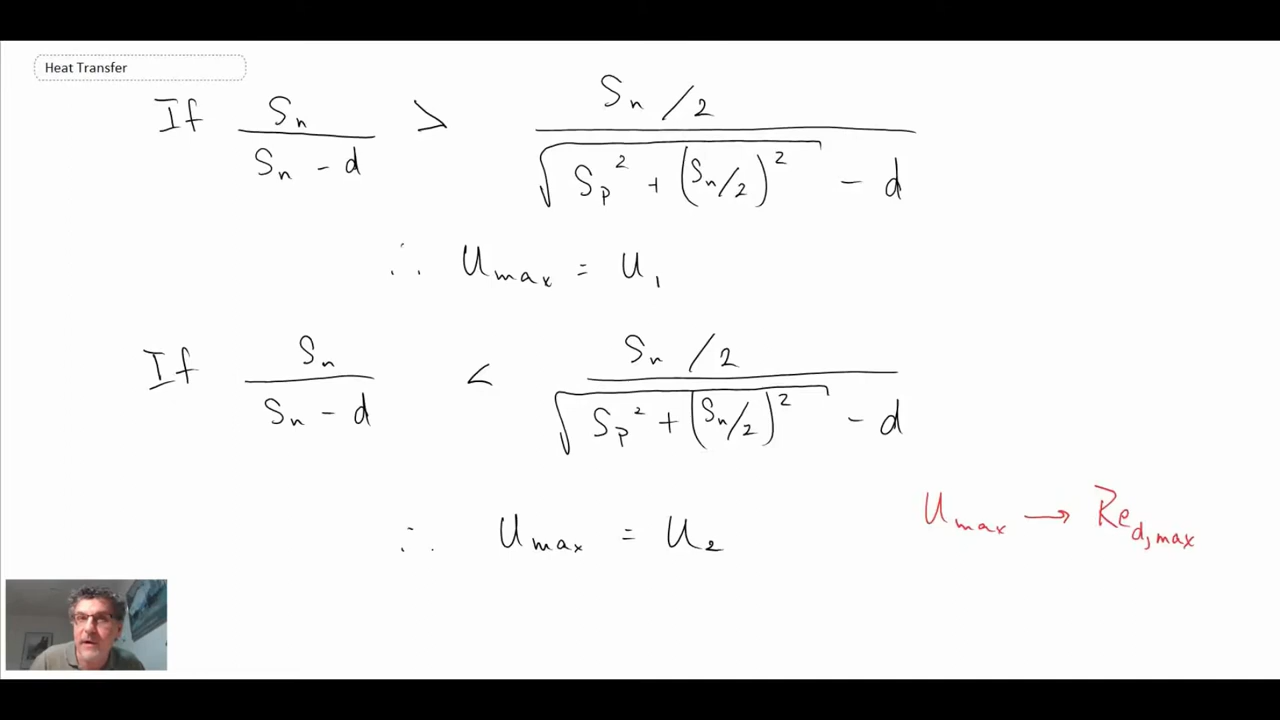 Heat Transfer
If Sn / (Sn - d) > (Sn/2) / (√(Sp² + (Sn/2)²) - d)
∴ Umax = U1
If Sn / (Sn - d) < (Sn/2) / (√(Sp² + (Sn/2)²) - d)
Umax → Red,max
∴ Umax = U2